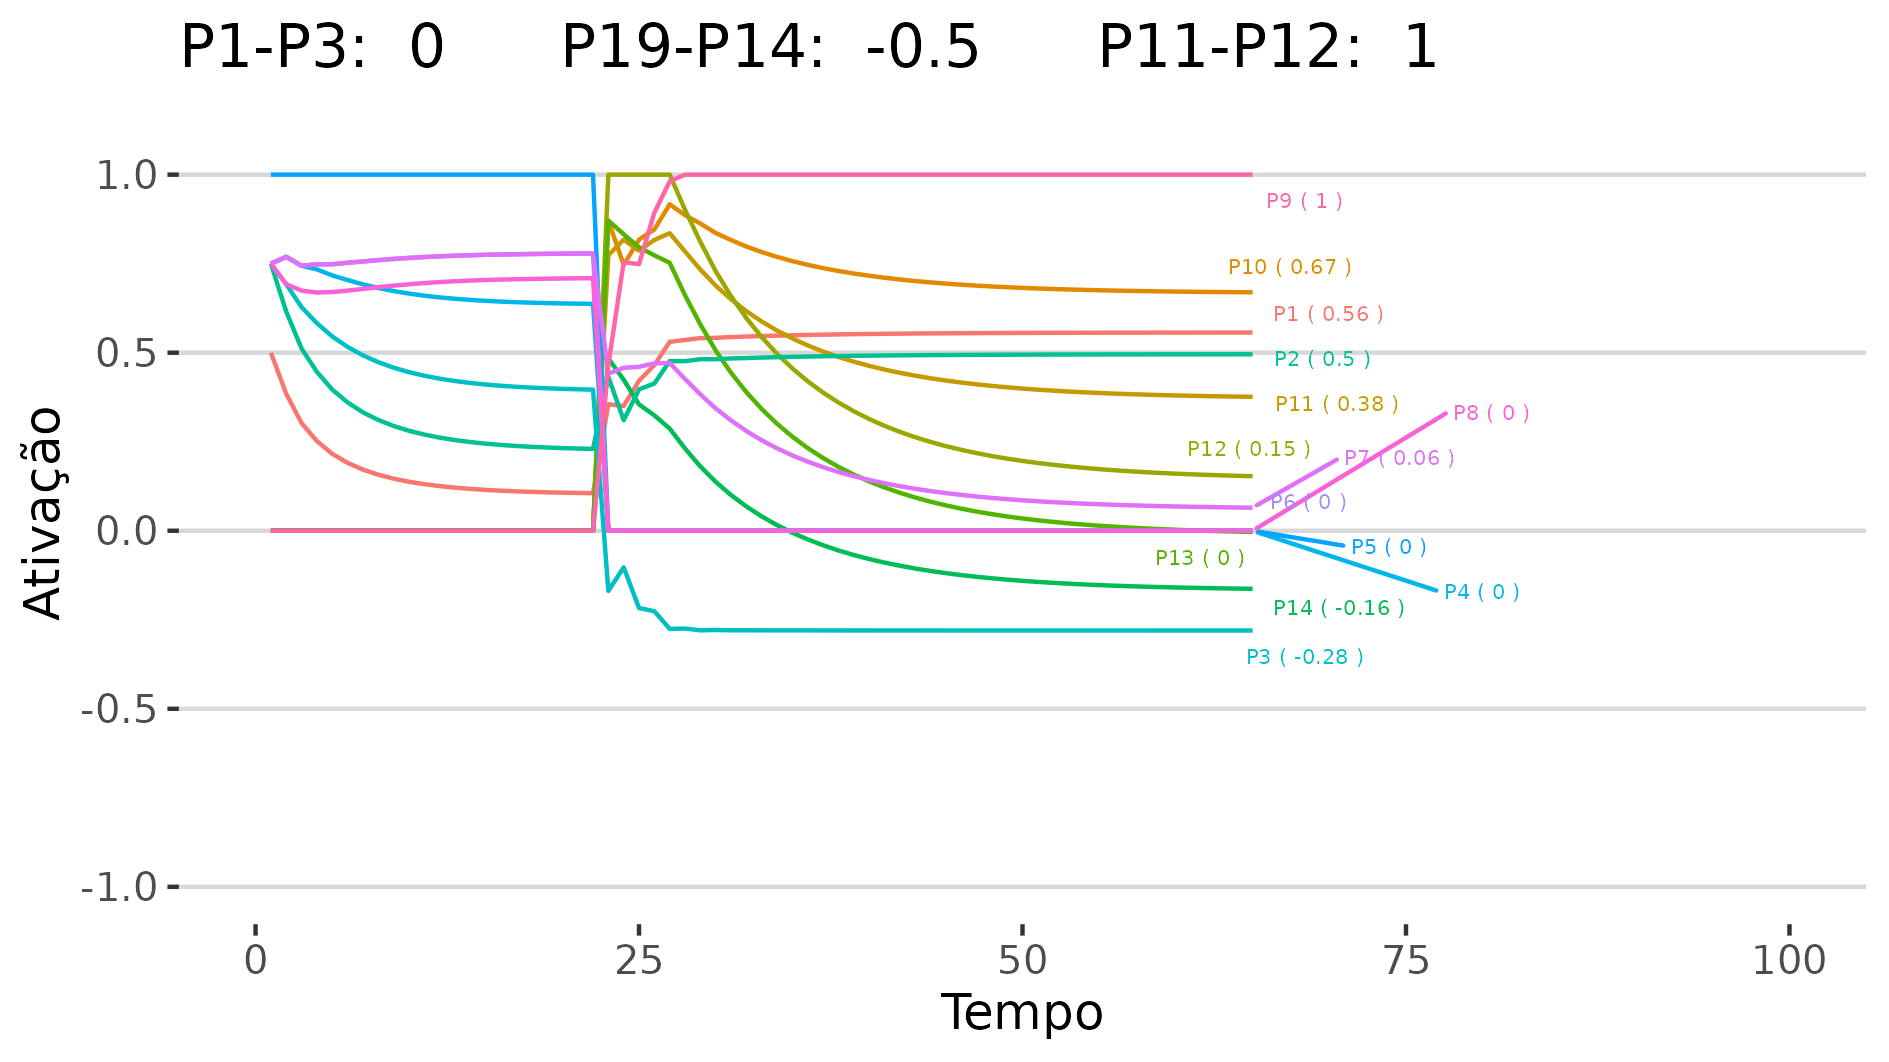 P1-P3:  0      P19-P14:  -0.5      P11-P12:  1
Ativação
1.0
0.5
0.0
-0.5
-1.0
P9 ( 1 )
P10 ( 0.67 )
P1 ( 0.56 )
P2 ( 0.5 )
P11 ( 0.38 )
P8 ( 0 )
P12 ( 0.15 )
P7 ( 0.06 )
P6 ( 0 )
P5 ( 0 )
P13 ( 0 )
P4 ( 0 )
P14 ( -0.16 )
P3 ( -0.28 )
0 25 50 75 100
Tempo